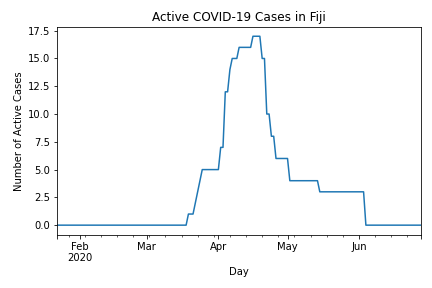 Active COVID-19 Cases in Fiji
17.5
15.0
12.5
10.0
7.5
5.0
2.5
0.0
Number of Active Cases
Feb Mar Apr May Jun
2020
Day